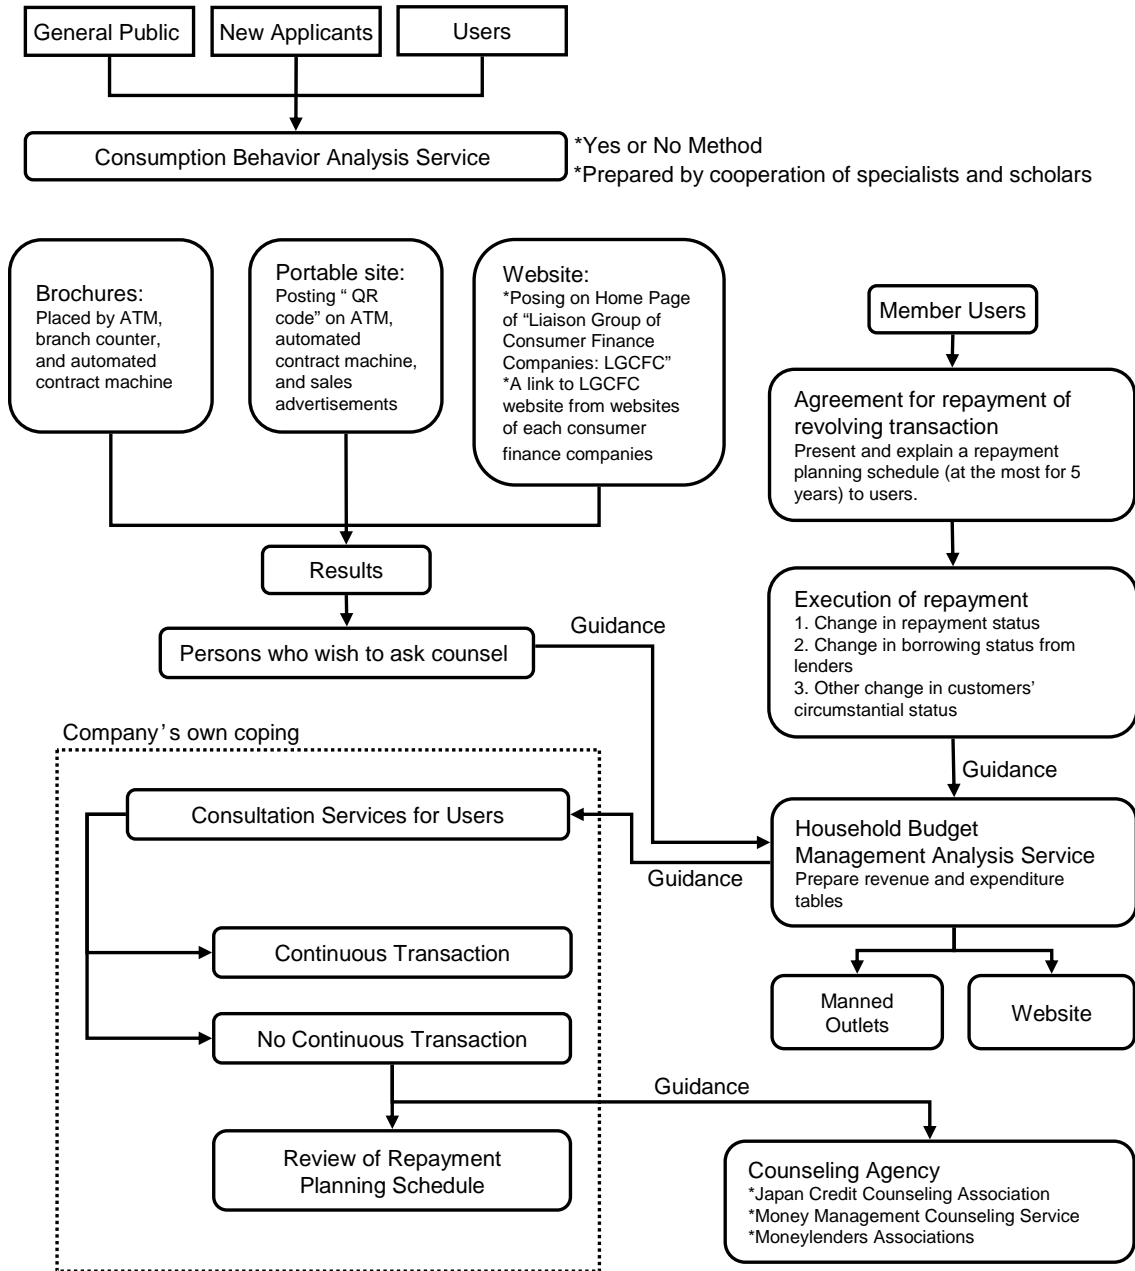 General Public
New Applicants
Users
Consumption Behavior Analysis Service
*Yes or No Method
*Prepared by cooperation of specialists and scholars
Brochures:
Placed by ATM,
branch counter,
and automated
contract machine
Portable site:
Posting “ QR
code” on ATM,
automated
contract machine,
and sales
advertisements
Website:
*Posing on Home Page
of “Liaison Group of
Consumer Finance
Companies: LGCFC”
*A link to LGCFC
website from websites
of each consumer
finance companies
Member Users
Agreement for repayment of
revolving transaction
Present and explain a repayment
planning schedule (at the most for 5
years) to users.
Results
Persons who wish to ask counsel
Guidance
Execution of repayment
1. Change in repayment status
2. Change in borrowing status from
lenders
3. Other change in customers’
circumstantial status
Guidance
Company’s own coping
Consultation Services for Users
Guidance
Household Budget
Management Analysis Service
Prepare revenue and expenditure
tables
Continuous Transaction
Manned
Outlets
Website
No Continuous Transaction
Guidance
Review of Repayment
Planning Schedule
Counseling Agency
*Japan Credit Counseling Association
*Money Management Counseling Service
*Moneylenders Associations